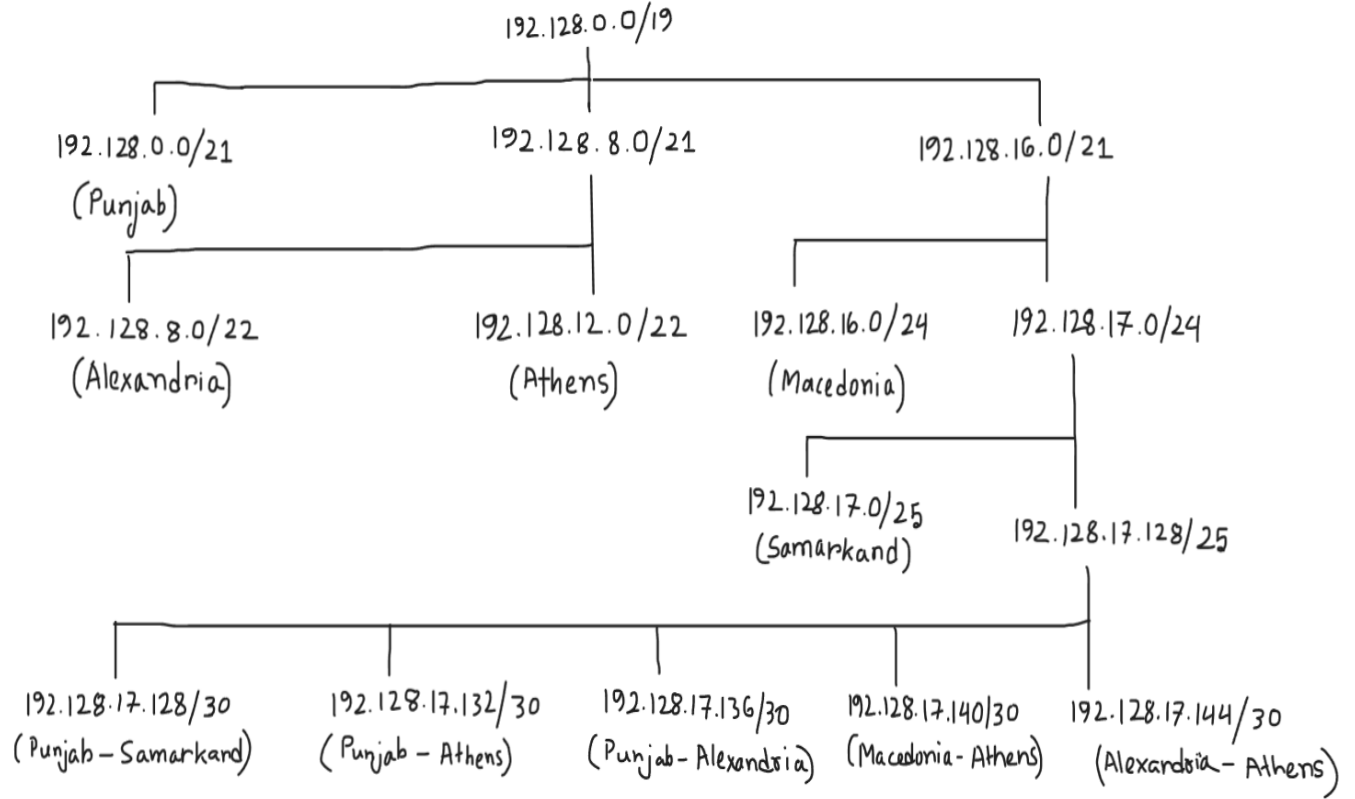 192.128.0.0/19
192.128.0.0/21
192.128.8.0/21
192.128.16.0/21
(Punjab)
192.128.8.0/22
192.128.12.0/22
192.128.16.0/24
192.128.17.0/24
(Alexandria)
(Athens)
(Macedonia)
192.128.17.0/25
192.128.17.128/25
(Samarkand)
192.128.17.128/30
192.128.17.132/30
192.128.17.136/30
192.128.17.140/30
192.128.17.144/30
(Punjab-Samarkand)
(Punjab-Athens)
(Punjab-Alexandria)
(Macedonia-Athens)
(Alexandria-Athens)